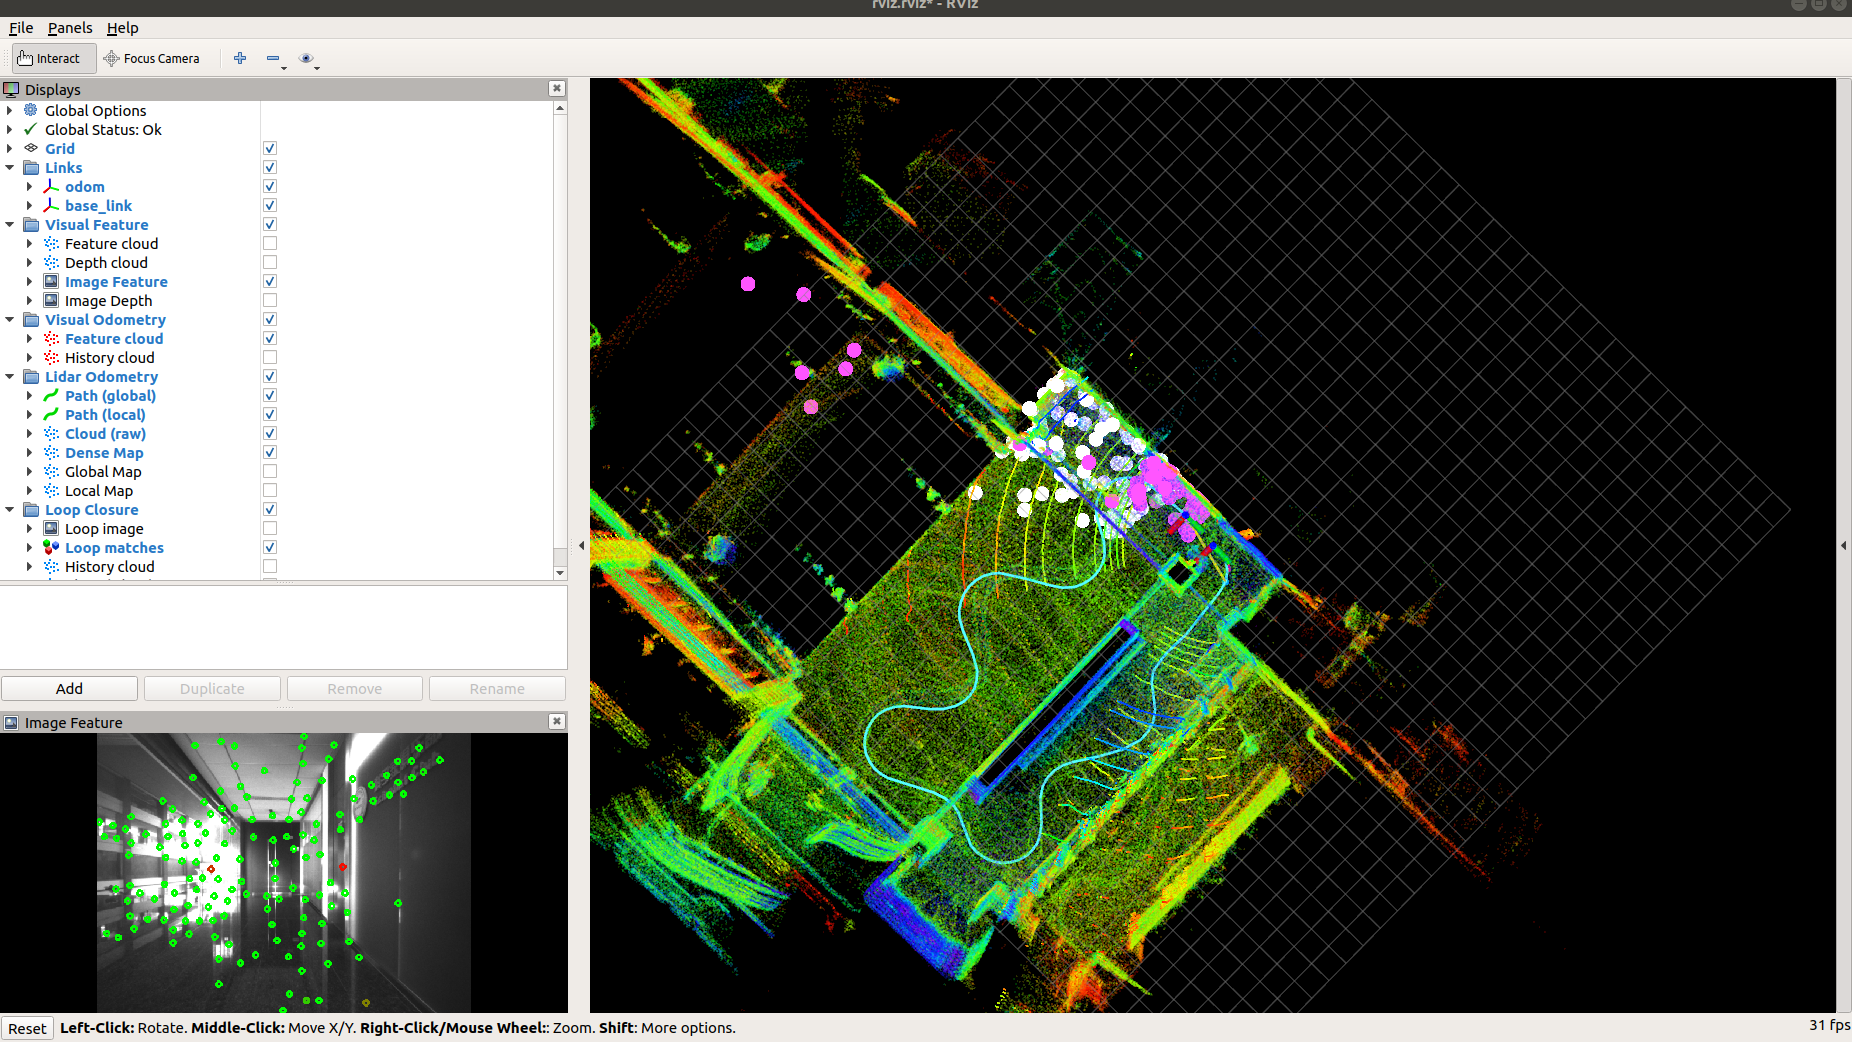 rviz.rviz* - RViz
File Panels Help
Interact Focus Camera
Displays
Global Options
Global Status: Ok
Grid
Links
odom
base_link
Visual Feature
Feature cloud
Depth cloud
Image Feature
Image Depth
Visual Odometry
Feature cloud
History cloud
Lidar Odometry
Path (global)
Path (local)
Cloud (raw)
Dense Map
Global Map
Local Map
Loop Closure
Loop image
Loop matches
History cloud
Add Duplicate Remove Rename
Image Feature
Reset Left-Click: Rotate. Middle-Click: Move X/Y. Right-Click/Mouse Wheel:: Zoom. Shift: More options. 31 fps